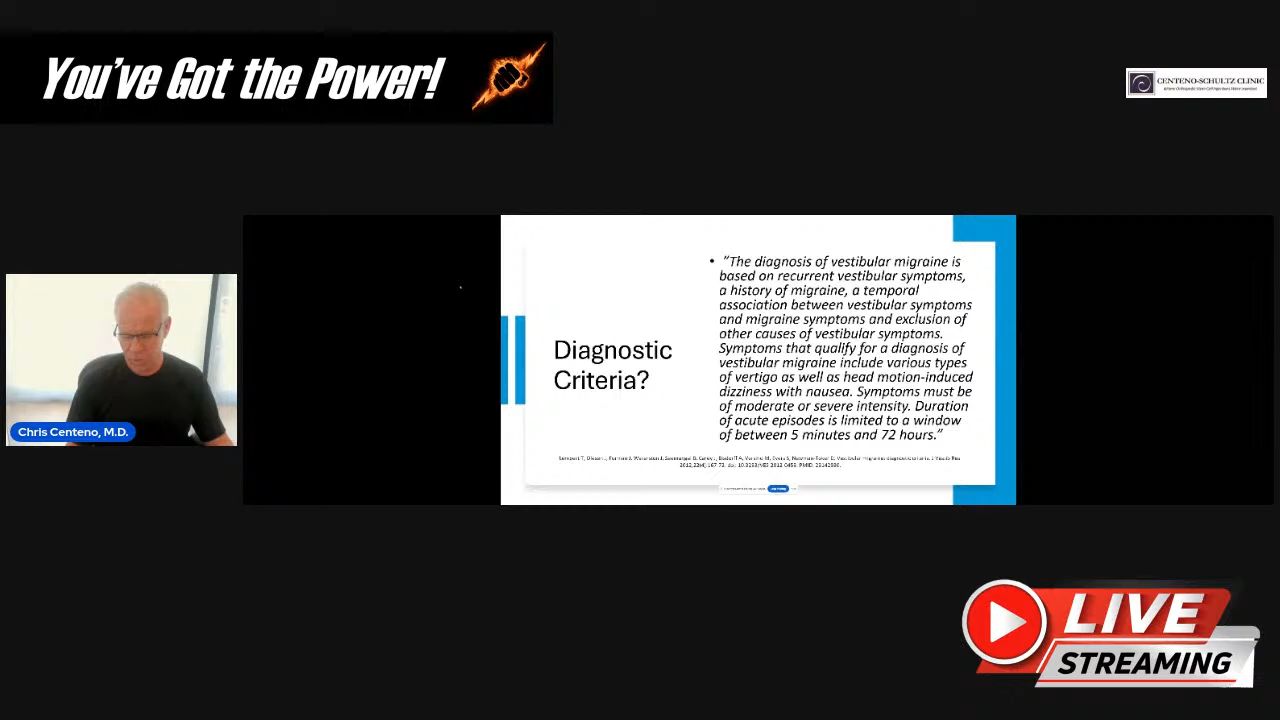 You've Got the Power!
CENTENO-SCHULTZ CLINIC
Chris Centeno, M.D.
Diagnostic
Criteria?
• "The diagnosis of vestibular migraine is
based on recurrent vestibular symptoms,
a history of migraine, a temporal
association between vestibular symptoms
and migraine symptoms and exclusion of
other causes of vestibular symptoms.
Symptoms that qualify for a diagnosis of
vestibular migraine include various types
of vertigo as well as head motion-induced
dizziness with nausea. Symptoms must be
of moderate or severe intensity. Duration
of acute episodes is limited to a window
of between 5 minutes and 72 hours."
LIVE
STREAMING